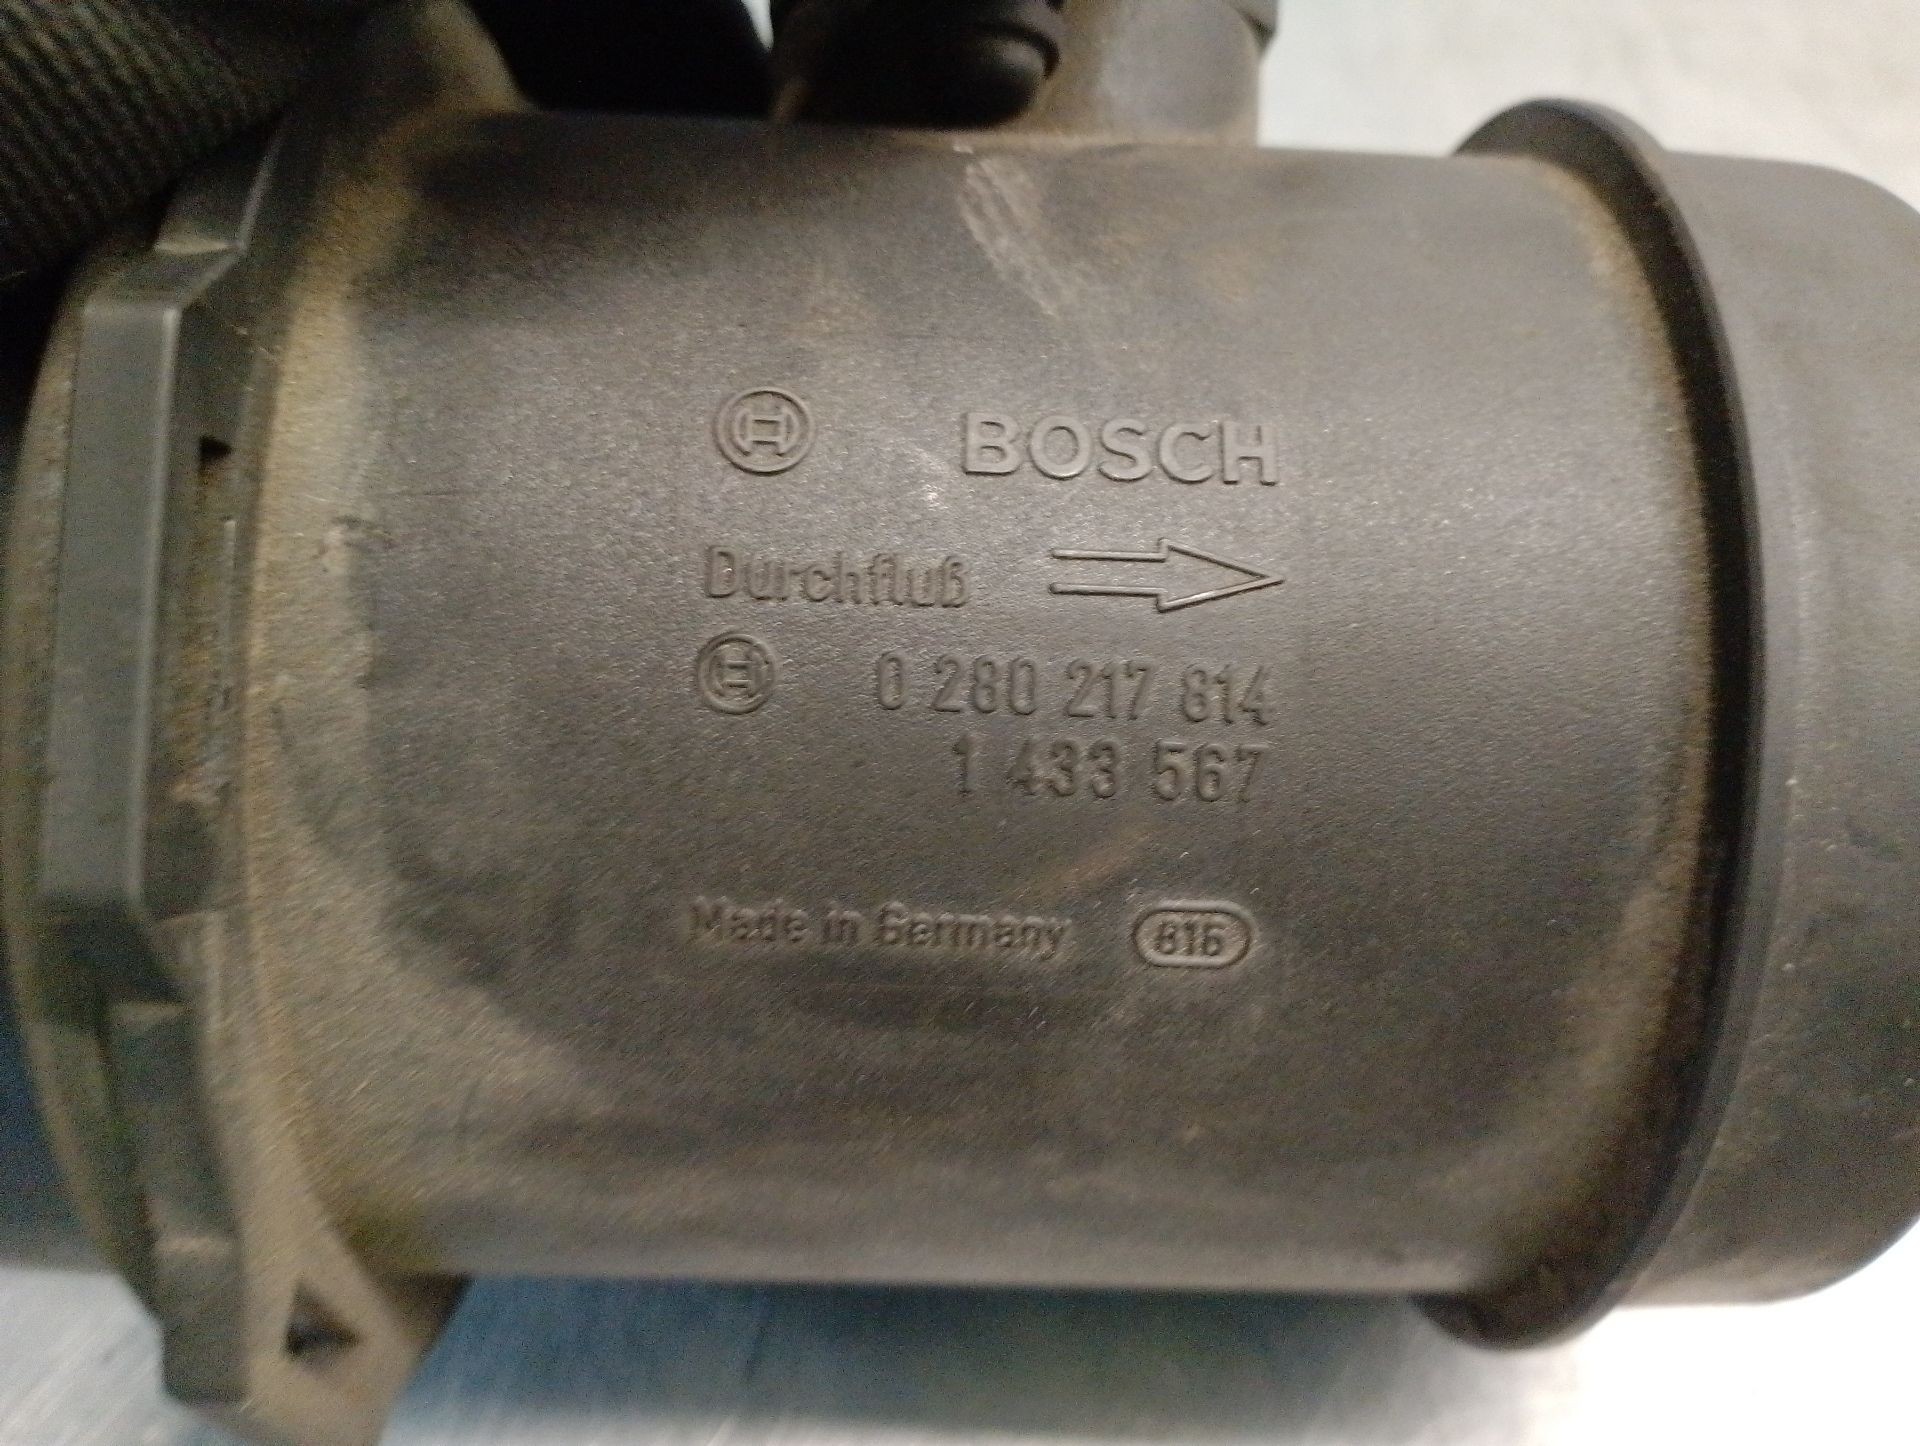 BOSCH
Durchfluß
0 280 217 814
1 433 567
Made in Germany 816